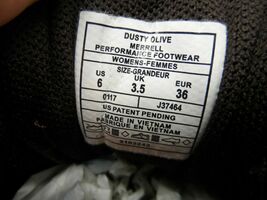 DUSTY OLIVE
MERRELL
PERFORMANCE FOOTWEAR
WOMENS-FEMMES
SIZE-GRANDEUR
US UK EUR
6 3.5 36
0117 J37464
US PATENT PENDING
MADE IN VIETNAM
FABRIQUE EN VIETNAM